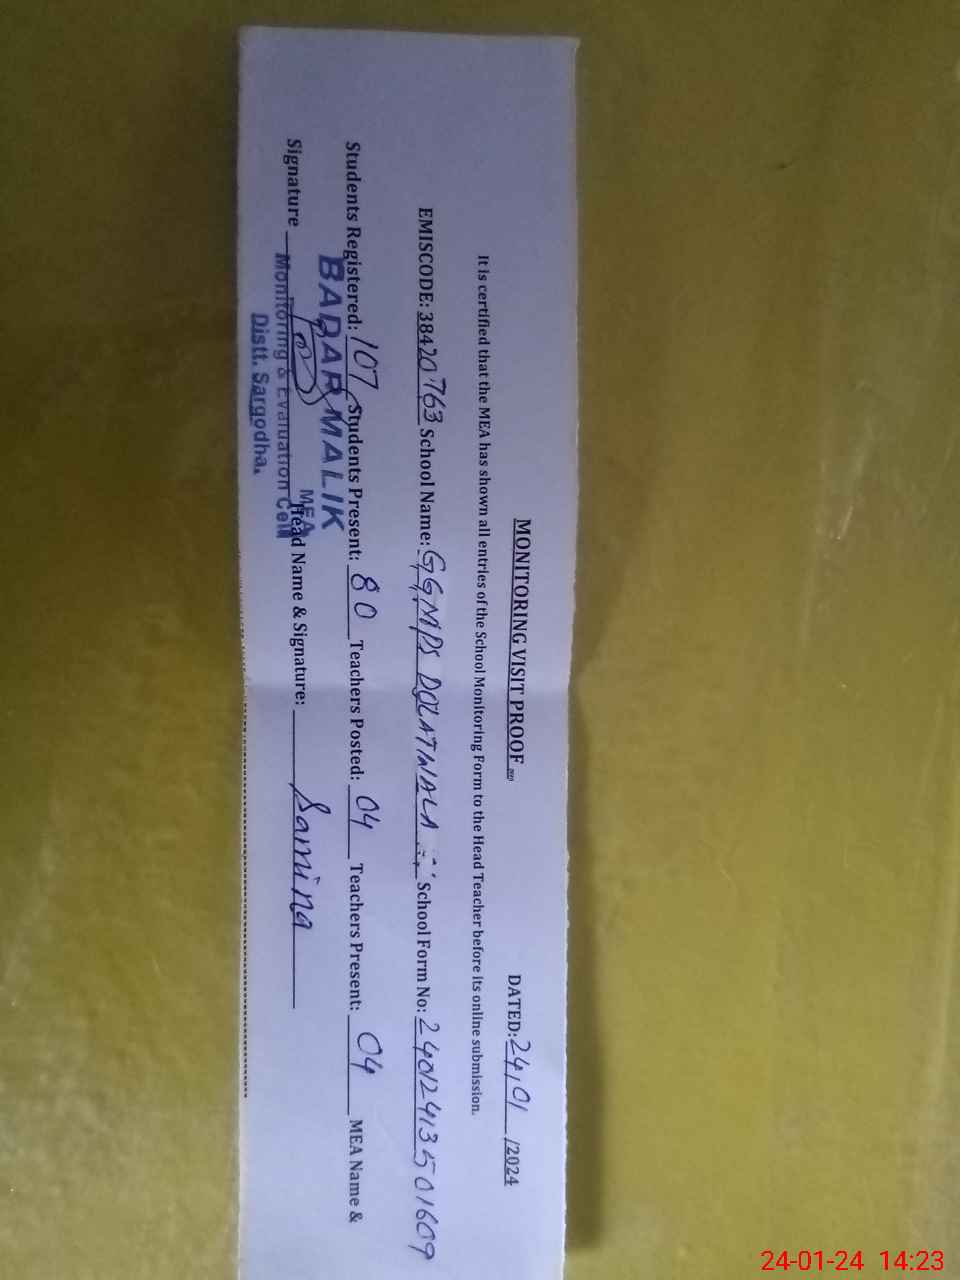 MONITORING VISIT PROOF DATED: 24/01/2024
It is certified that the MEA has shown all entries of the School Monitoring Form to the Head Teacher before its online submission.
EMISCODE: 38420763 School Name: GGMPS DOLATWALA School Form No: 24012413501609
Students Registered: 107 Students Present: 80 Teachers Posted: 04 Teachers Present: 04 MEA Name &
Signature Head Name & Signature: Samina
BADAR MALIK
MEA
Monitoring & Evaluation Cell
Distt. Sargodha.
24-01-24 14:23